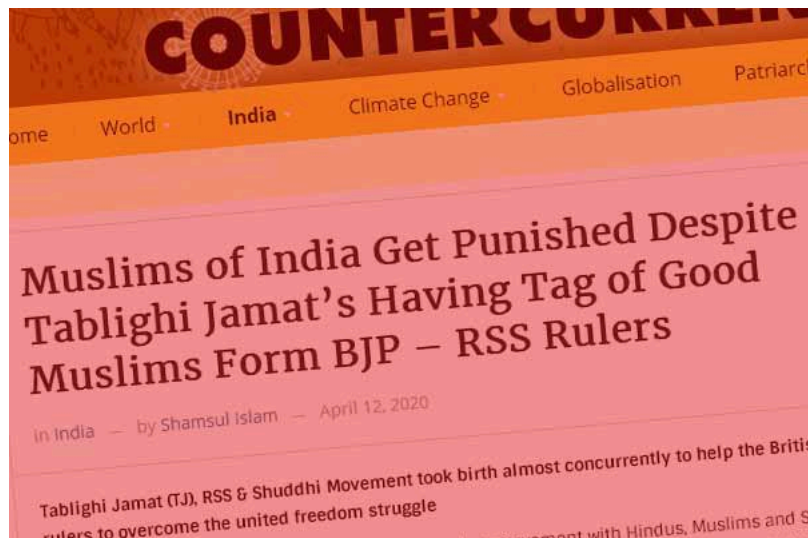 COUNTERCURREN
ome World India Climate Change Globalisation Patriarc
Muslims of India Get Punished Despite
Tablighi Jamat’s Having Tag of Good
Muslims Form BJP – RSS Rulers
in India — by Shamsul Islam — April 12, 2020
Tablighi Jamat (TJ), RSS & Shuddhi Movement took birth almost concurrently to help the Britis
rulers to overcome the united freedom struggle
with Hindus, Muslims and S